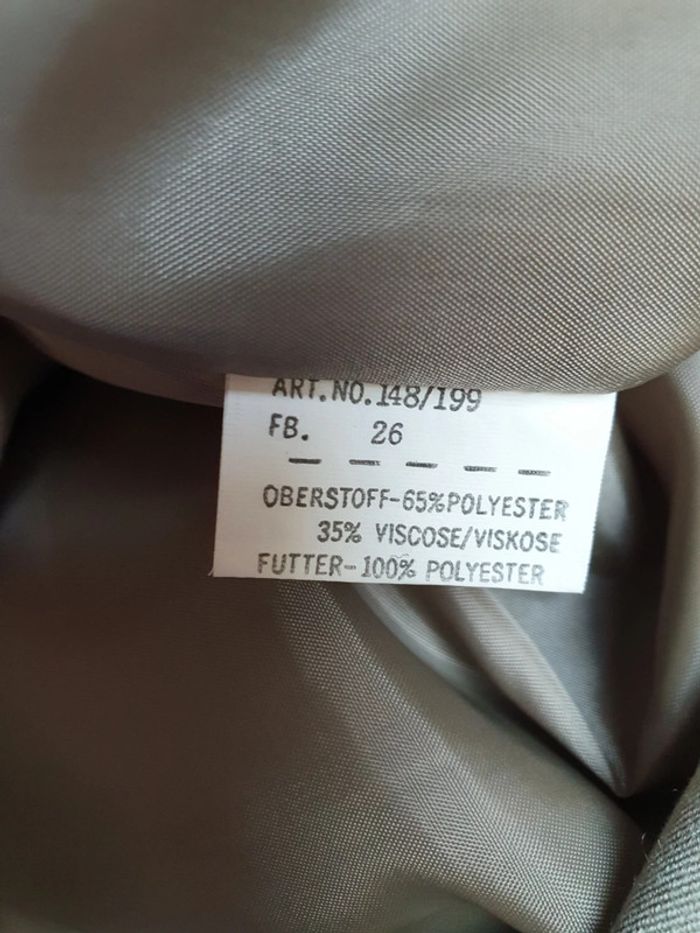 ART.NO.148/199
FB. 26
OBERSTOFF-65%POLYESTER
35% VISCOSE/VISKOSE
FUTTER-100% POLYESTER